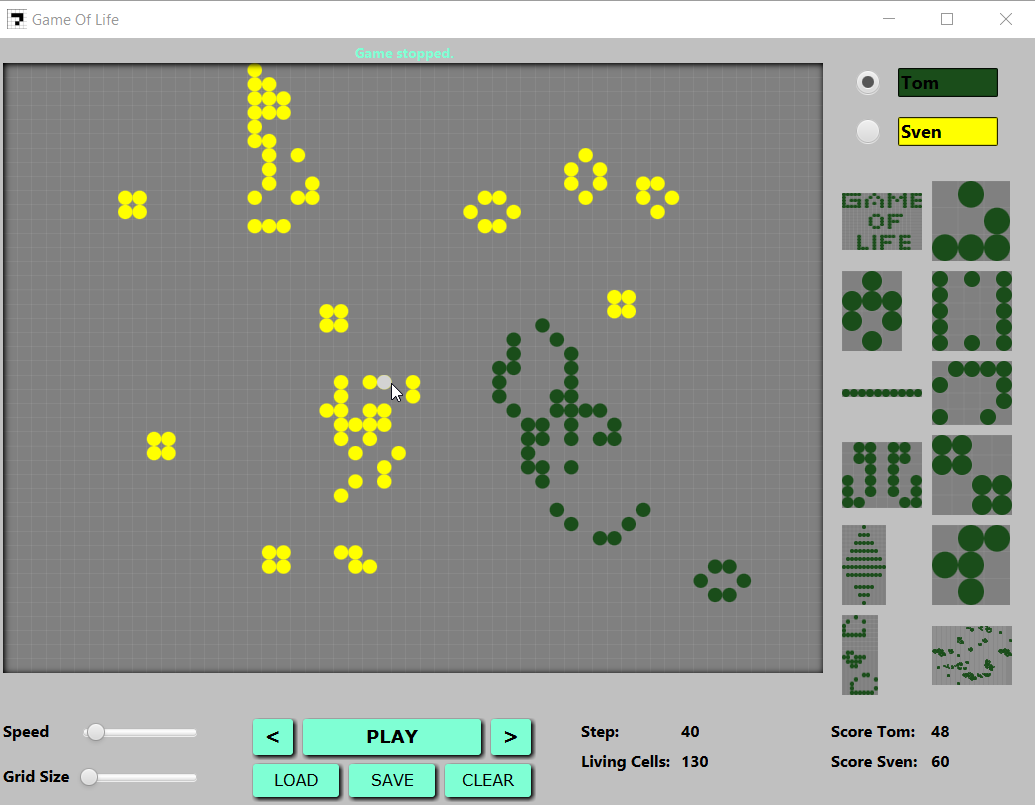 Game Of Life
Game stopped.
Tom
Sven
GAME
OF
LIFE
Speed
< PLAY >
Step: 40
Score Tom: 48
Grid Size
LOAD SAVE CLEAR
Living Cells: 130
Score Sven: 60